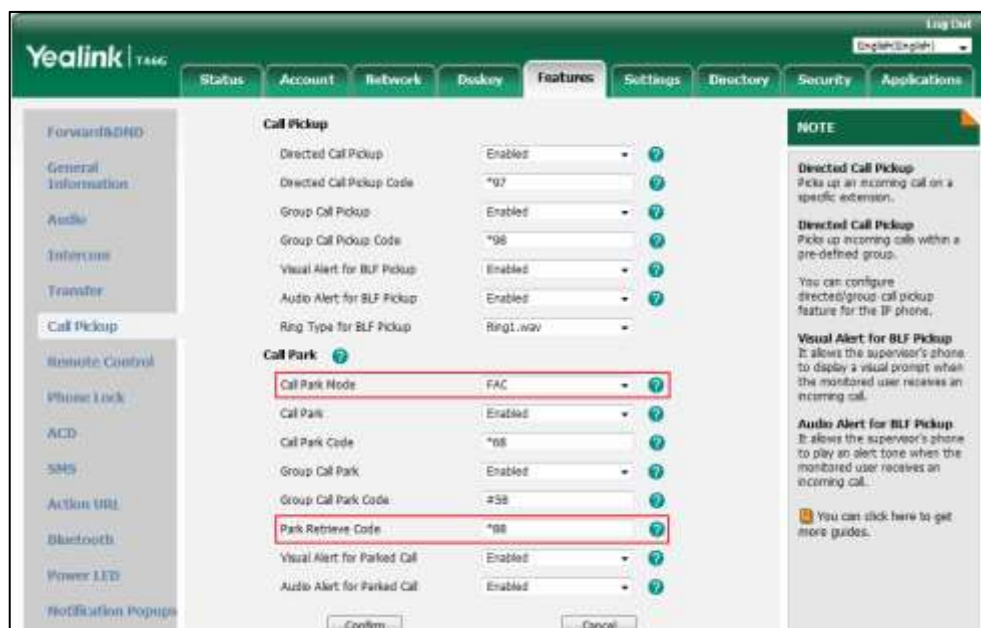 Log Out
Yealink T46G
English(English)
Status Account Network Dsskey Features Settings Directory Security Applications
Forward&DND
General
Information
Audio
Intercom
Transfer
Call Pickup
Remote Control
Phone Lock
ACD
SMS
Action URL
Bluetooth
Power LED
Notification Popups
Call Pickup
Directed Call Pickup Enabled
Directed Call Pickup Code *97
Group Call Pickup Enabled
Group Call Pickup Code *98
Visual Alert for BLF Pickup Enabled
Audio Alert for BLF Pickup Enabled
Ring Type for BLF Pickup Ring1.wav
Call Park
Call Park Mode FAC
Call Park Enabled
Call Park Code *68
Group Call Park Enabled
Group Call Park Code #58
Park Retrieve Code *88
Visual Alert for Parked Call Enabled
Audio Alert for Parked Call Enabled
Confirm Cancel
NOTE
Directed Call Pickup
Picks up an incoming call on a
specific extension.
Directed Call Pickup
Picks up incoming calls within a
pre-defined group.
You can configure
directed/group call pickup
feature for the IP phone.
Visual Alert for BLF Pickup
It allows the supervisor's phone
to display a visual prompt when
the monitored user receives an
incoming call.
Audio Alert for BLF Pickup
It allows the supervisor's phone
to play an alert tone when the
monitored user receives an
incoming call.
You can click here to get
more guides.